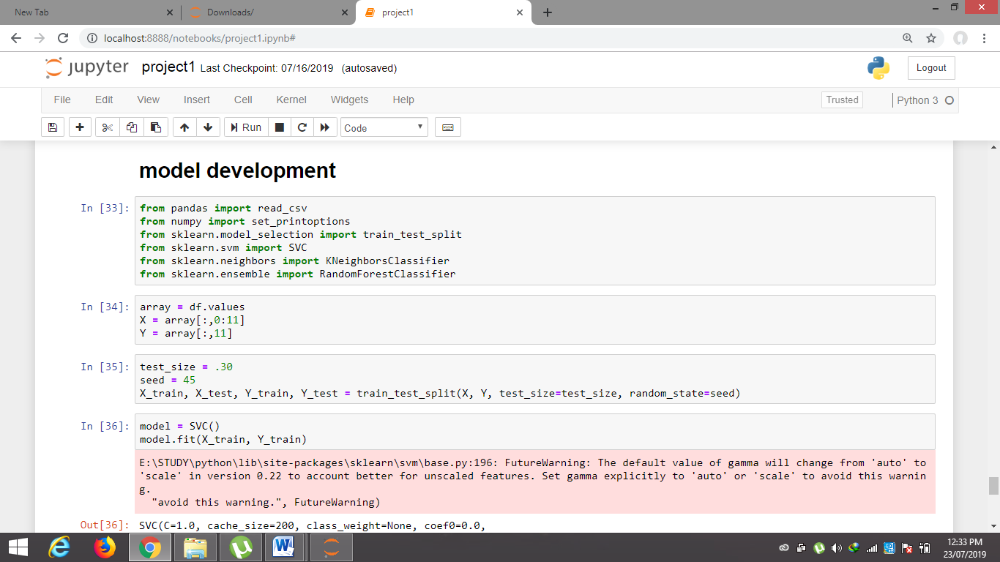 New Tab
Downloads/
project1
localhost:8888/notebooks/project1.ipynb#
jupyter project1 Last Checkpoint: 07/16/2019 (autosaved)
Logout
File Edit View Insert Cell Kernel Widgets Help
Trusted
Python 3
Run
Code
model development
In [33]:
from pandas import read_csv
from numpy import set_printoptions
from sklearn.model_selection import train_test_split
from sklearn.svm import SVC
from sklearn.neighbors import KNeighborsClassifier
from sklearn.ensemble import RandomForestClassifier
In [34]:
array = df.values
X = array[:,0:11]
Y = array[:,11]
In [35]:
test_size = .30
seed = 45
X_train, X_test, Y_train, Y_test = train_test_split(X, Y, test_size=test_size, random_state=seed)
In [36]:
model = SVC()
model.fit(X_train, Y_train)
E:\STUDY\python\lib\site-packages\sklearn\svm\base.py:196: FutureWarning: The default value of gamma will change from 'auto' to
'scale' in version 0.22 to account better for unscaled features. Set gamma explicitly to 'auto' or 'scale' to avoid this warnin
g.
"avoid this warning.", FutureWarning)
Out[36]:
SVC(C=1.0, cache_size=200, class_weight=None, coef0=0.0,
12:33 PM
23/07/2019